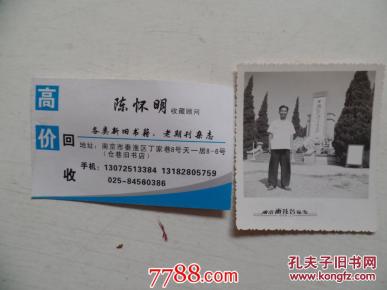 高价回收
陈怀明 收藏顾问
各类新旧书籍、老期刊杂志
地址：南京市秦淮区丁家巷8号天一居8-6号
（仓巷旧书店）
手机：13072513384 13182805759
025-84560386
7788.com
孔夫子旧书网